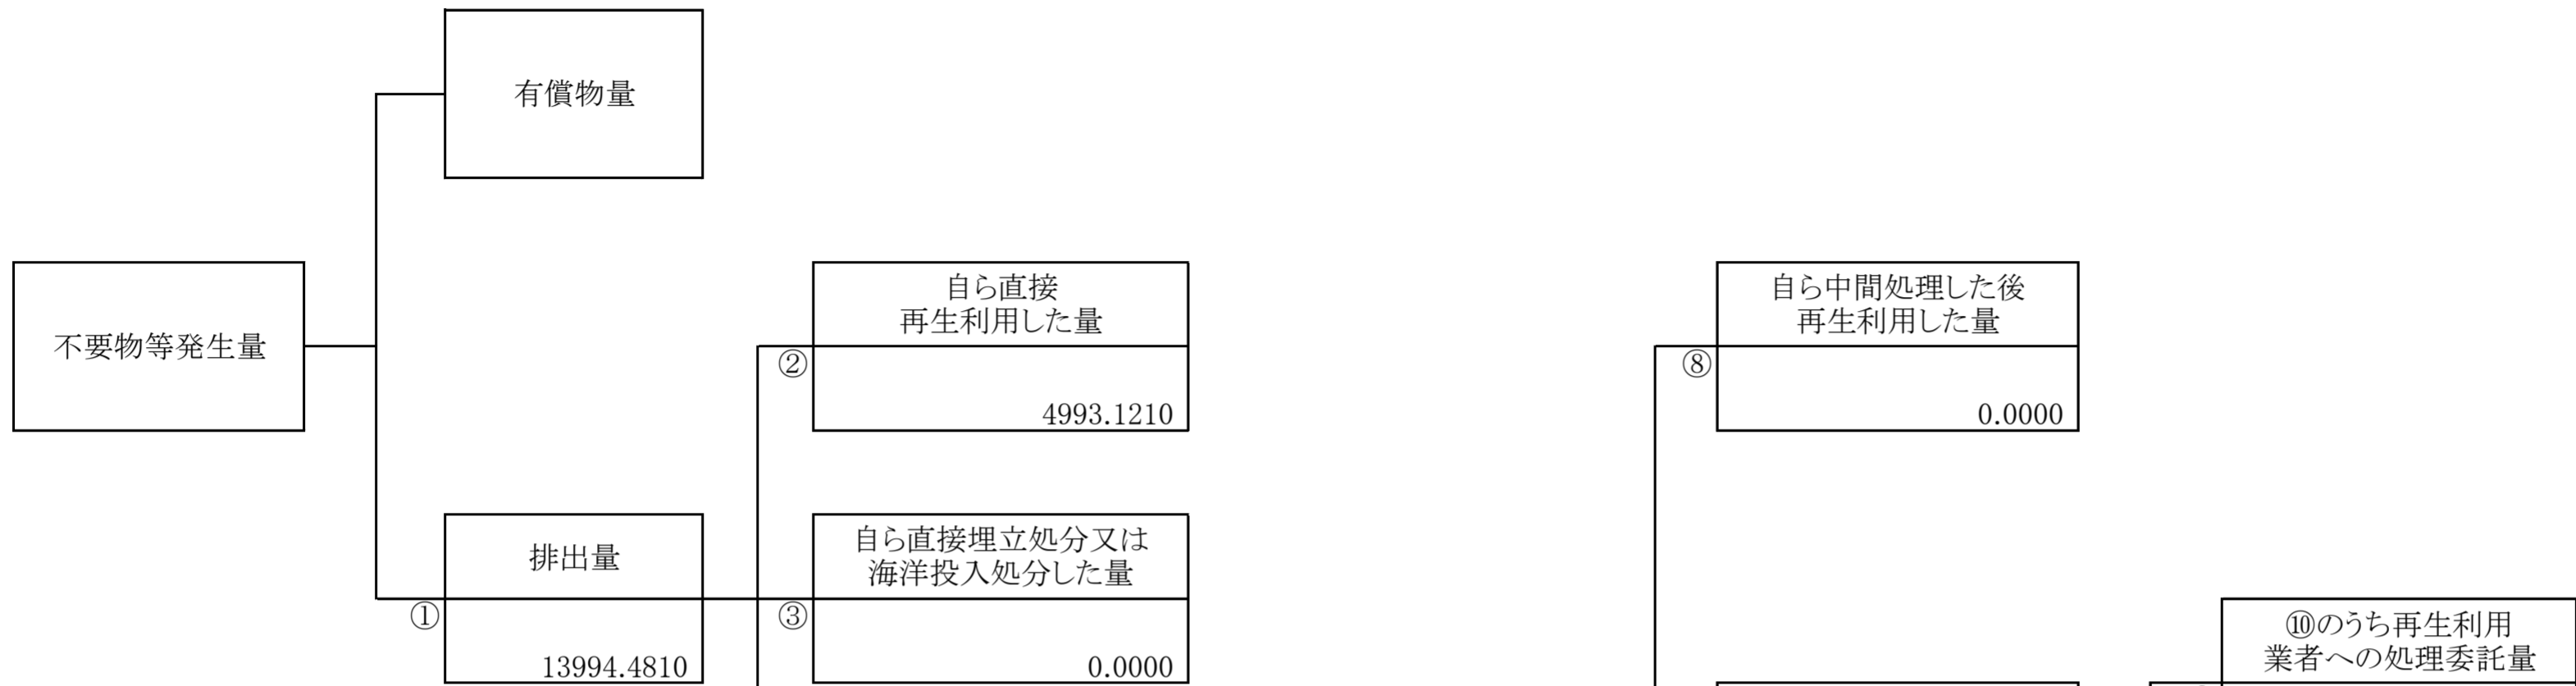 有償物量
不要物等発生量
自ら直接
再生利用した量
②
4993.1210
自ら中間処理した後
再生利用した量
⑧
0.0000
排出量
①
13994.4810
自ら直接埋立処分又は
海洋投入処分した量
③
0.0000
⑩のうち再生利用
業者への処理委託量